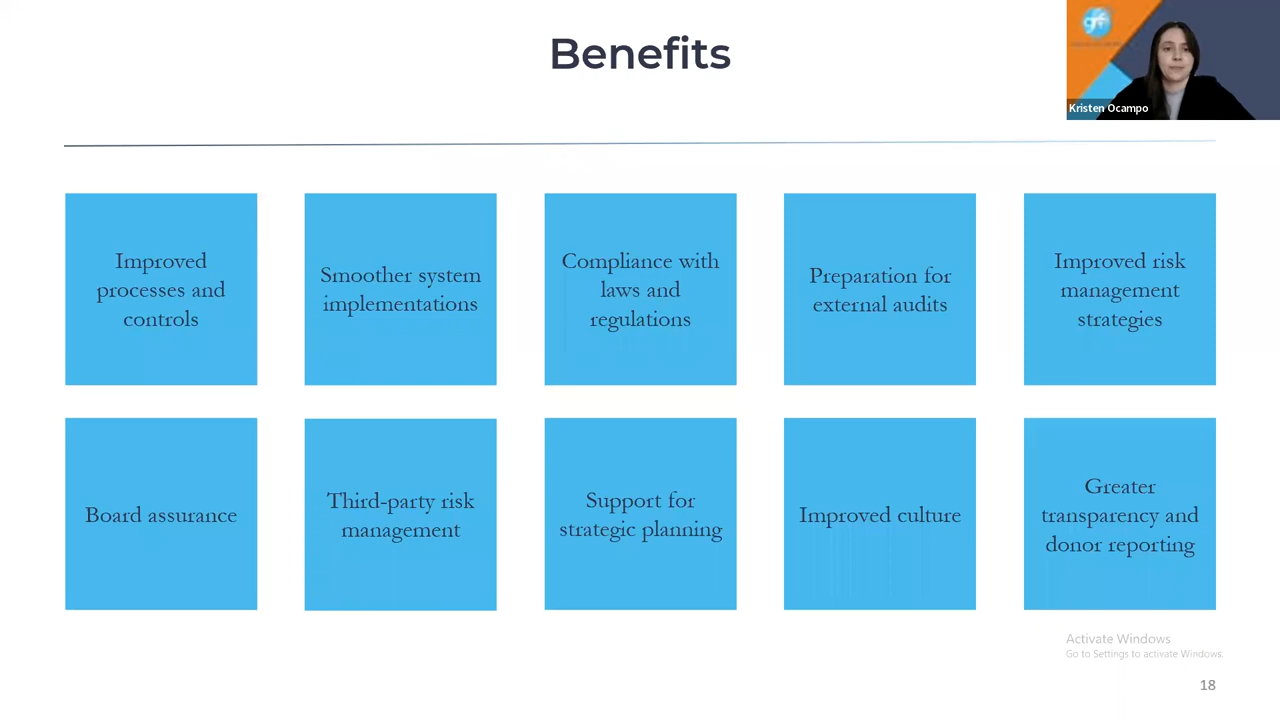 Benefits
grf
Kristen Ocampo
Improved
processes and
controls
Smoother system
implementations
Compliance with
laws and
regulations
Preparation for
external audits
Improved risk
management
strategies
Board assurance
Third-party risk
management
Support for
strategic planning
Improved culture
Greater
transparency and
donor reporting
Activate Windows
Go to Settings to activate Windows.
18